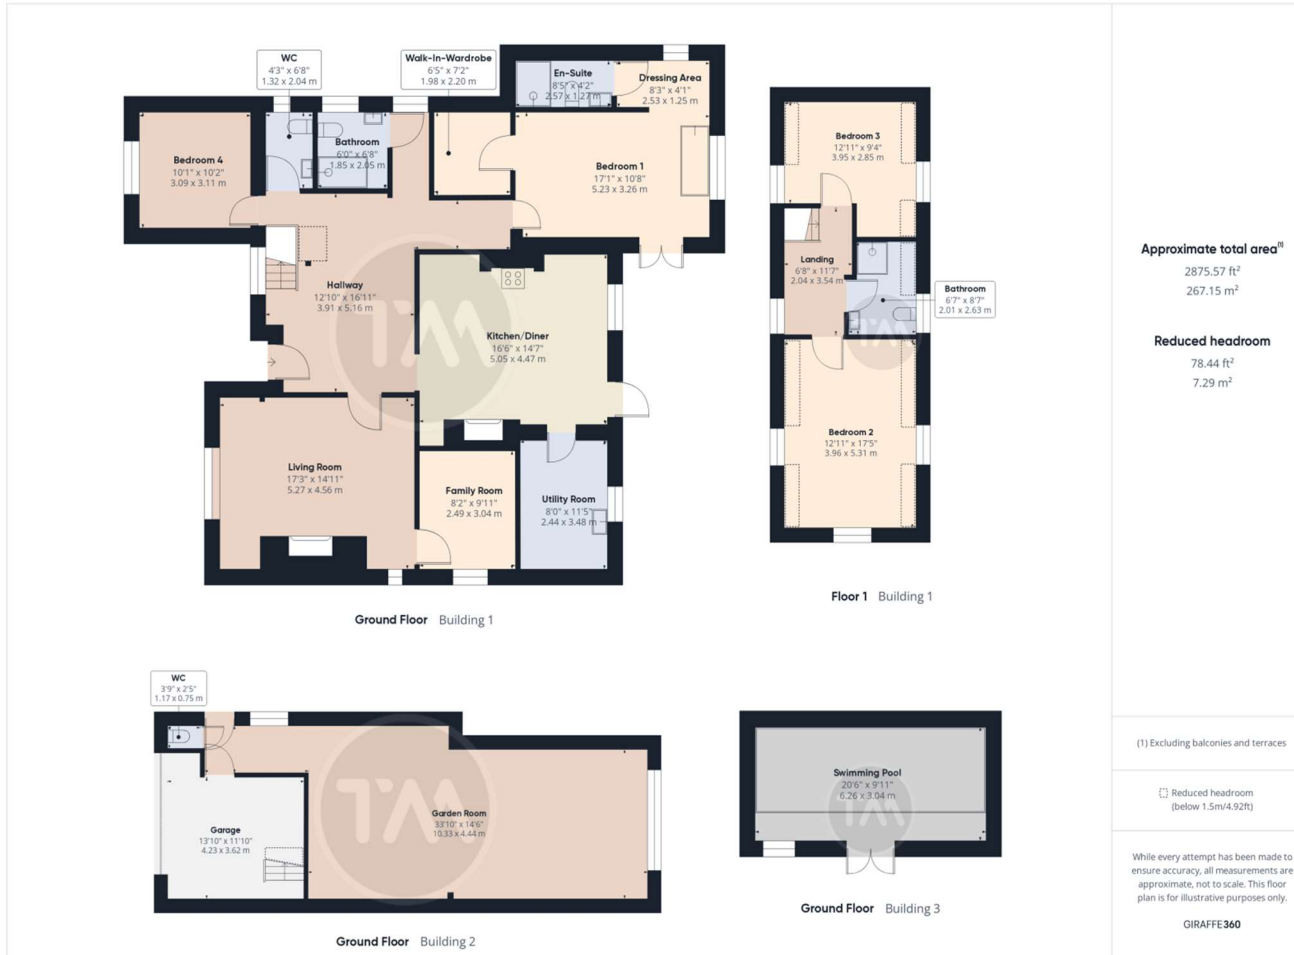 WC
4'3" x 6'8"
1.32 x 2.04 m
Walk-In-Wardrobe
6'5" x 7'2"
1.98 x 2.20 m
En-Suite
8'5" x 4'2"
2.57 x 1.27 m
Dressing Area
8'3" x 4'1"
2.53 x 1.25 m
Bedroom 4
10'1" x 10'2"
3.09 x 3.11 m
Bathroom
6'0" x 6'8"
1.85 x 2.05 m
Bedroom 1
17'1" x 10'8"
5.23 x 3.26 m
Hallway
12'10" x 16'11"
3.91 x 5.16 m
Kitchen/Diner
16'6" x 14'7"
5.05 x 4.47 m
Living Room
17'3" x 14'11"
5.27 x 4.56 m
Family Room
8'2" x 9'11"
2.49 x 3.04 m
Utility Room
8'0" x 11'5"
2.44 x 3.48 m
TM
Ground Floor Building 1
Bedroom 3
12'11" x 9'4"
3.95 x 2.85 m
Landing
6'8" x 11'7"
2.04 x 3.54 m
Bathroom
6'7" x 8'7"
2.01 x 2.63 m
TM
Bedroom 2
12'11" x 17'5"
3.96 x 5.31 m
Floor 1 Building 1
WC
3'9" x 2'5"
1.17 x 0.75 m
Garage
13'10" x 11'10"
4.23 x 3.62 m
Garden Room
33'10" x 14'6"
10.33 x 4.44 m
TM
Ground Floor Building 2
Swimming Pool
20'6" x 9'11"
6.26 x 3.04 m
TM
Ground Floor Building 3
Approximate total area(1)
2875.57 ft²
267.15 m²
Reduced headroom
78.44 ft²
7.29 m²
(1) Excluding balconies and terraces
Reduced headroom
(below 1.5m/4.92ft)
While every attempt has been made to
ensure accuracy, all measurements are
approximate, not to scale. This floor
plan is for illustrative purposes only.
GIRAFFE360